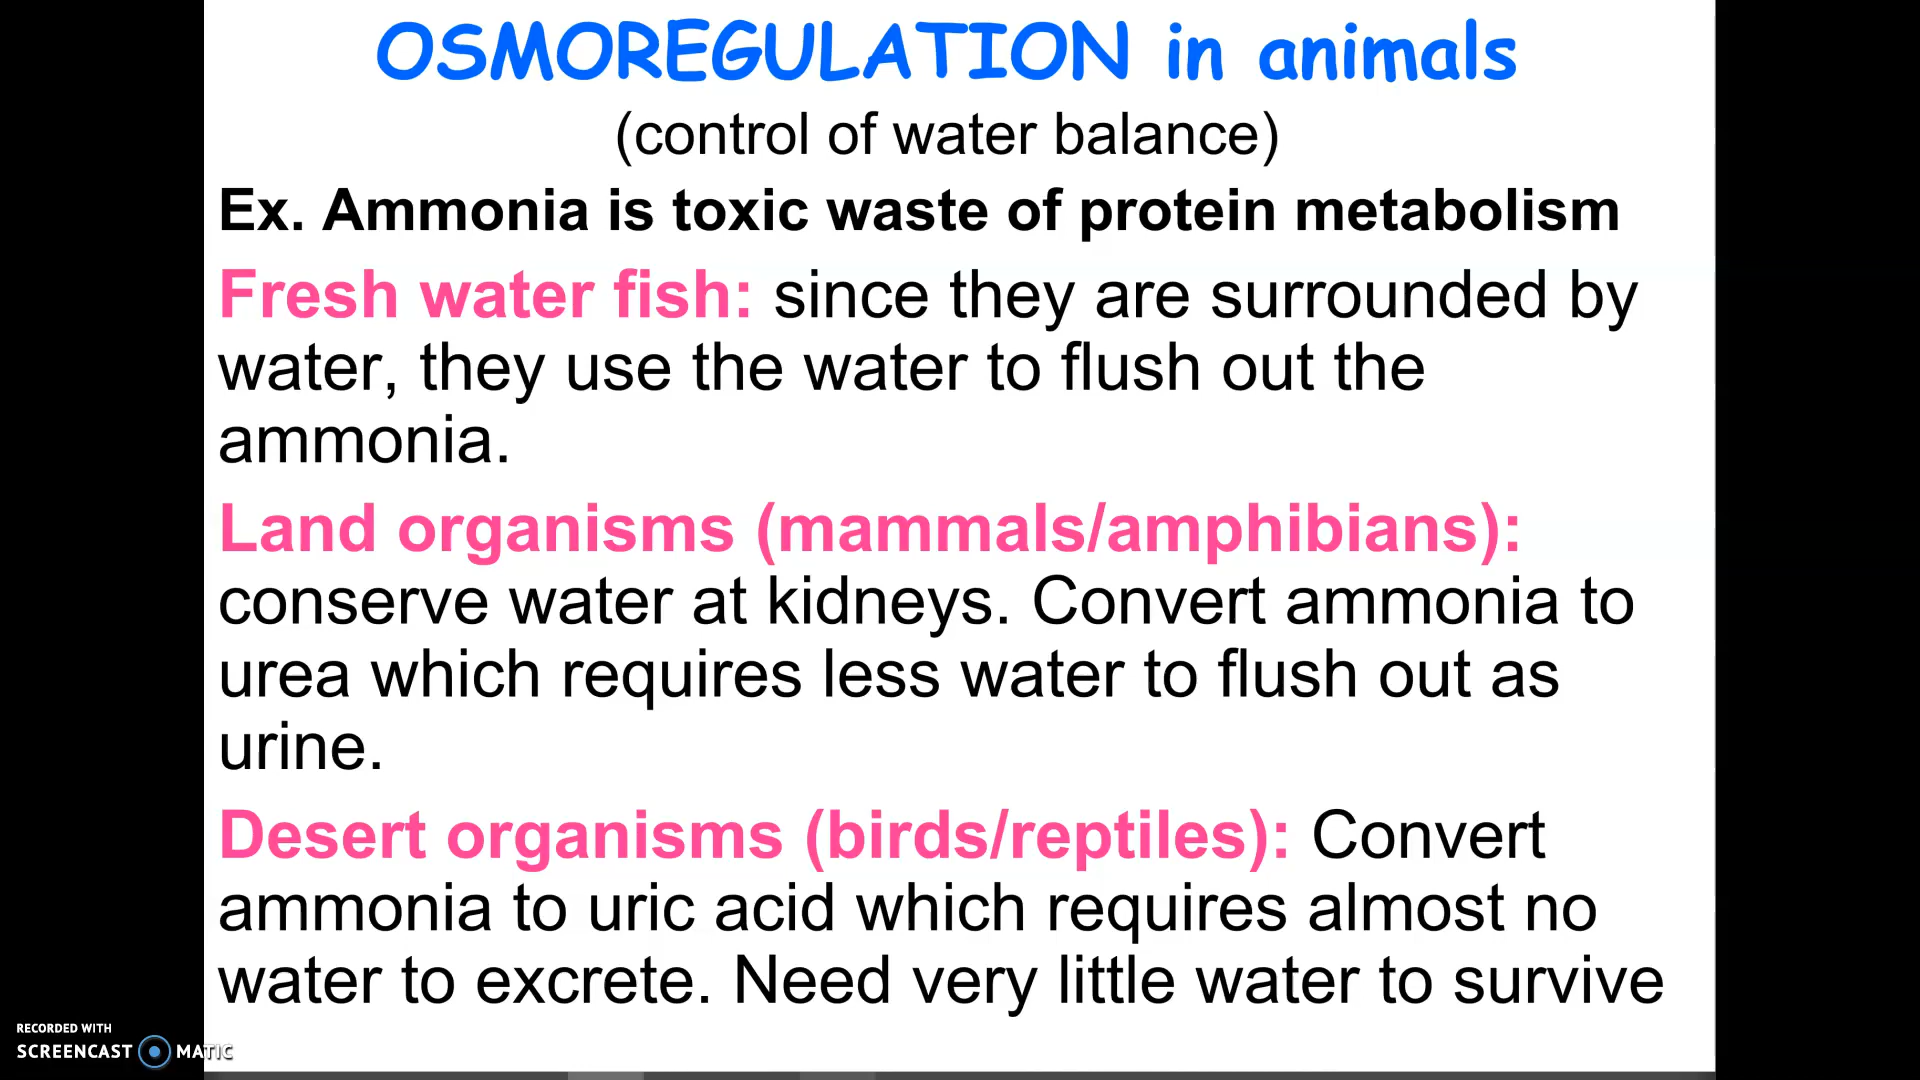 OSMOREGULATION in animals
(control of water balance)
Ex. Ammonia is toxic waste of protein metabolism
Fresh water fish: since they are surrounded by
water, they use the water to flush out the
ammonia.
Land organisms (mammals/amphibians):
conserve water at kidneys. Convert ammonia to
urea which requires less water to flush out as
urine.
Desert organisms (birds/reptiles): Convert
ammonia to uric acid which requires almost no
water to excrete. Need very little water to survive
RECORDED WITH
SCREENCAST MATIC